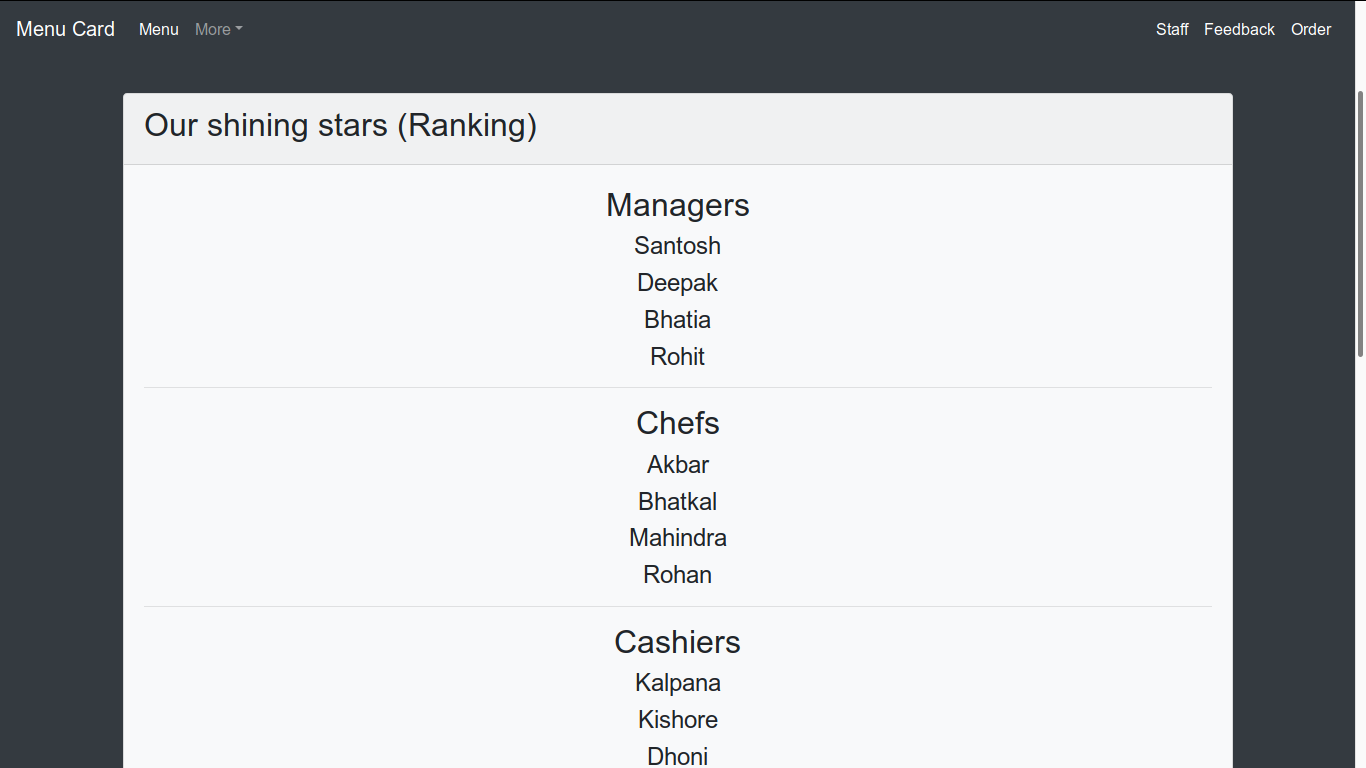 Menu Card Menu More Staff Feedback Order
Our shining stars (Ranking)
Managers
Santosh
Deepak
Bhatia
Rohit
Chefs
Akbar
Bhatkal
Mahindra
Rohan
Cashiers
Kalpana
Kishore
Dhoni